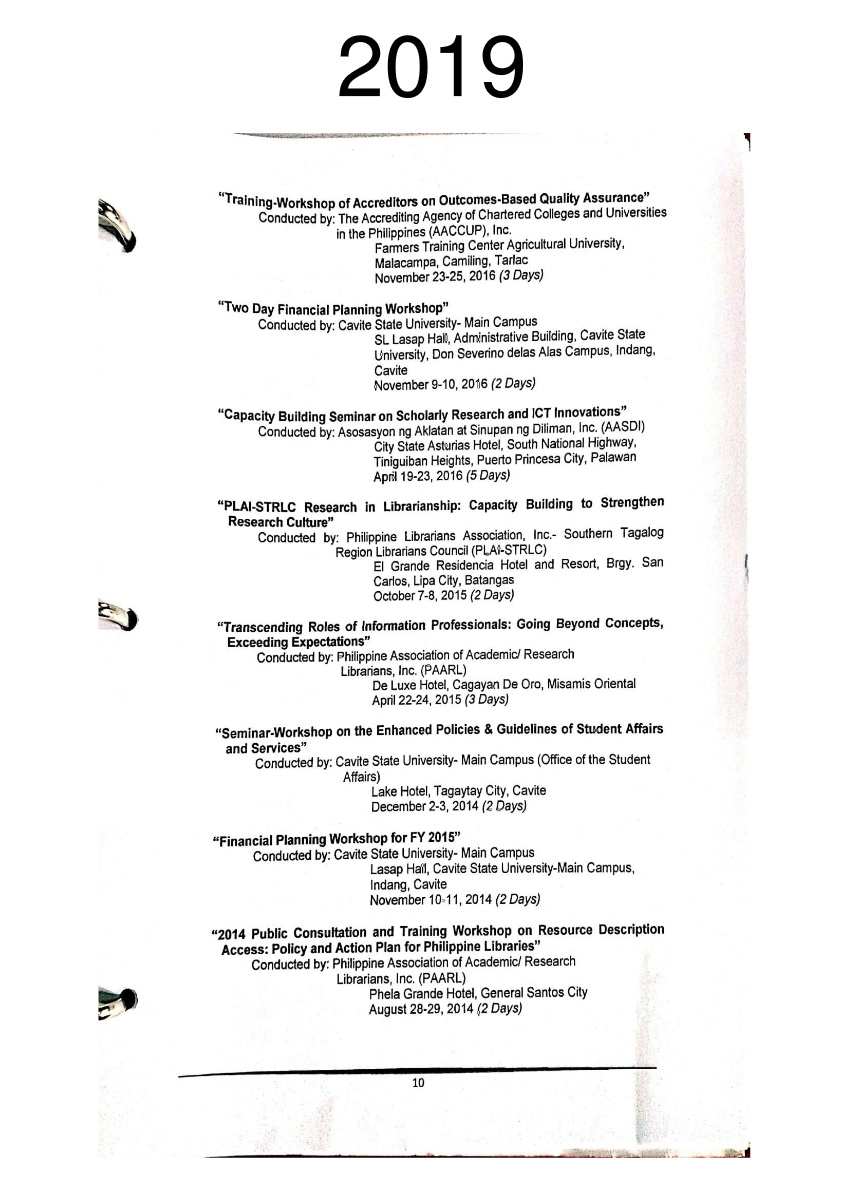 2019
“Training-Workshop of Accreditors on Outcomes-Based Quality Assurance”
Conducted by: The Accrediting Agency of Chartered Colleges and Universities
in the Philippines (AACCUP), Inc.
Farmers Training Center Agricultural University,
Malacampa, Camiling, Tarlac
November 23-25, 2016 (3 Days)
“Two Day Financial Planning Workshop”
Conducted by: Cavite State University- Main Campus
SL Lasap Hall, Administrative Building, Cavite State
University, Don Severino delas Alas Campus, Indang,
Cavite
November 9-10, 2016 (2 Days)
“Capacity Building Seminar on Scholarly Research and ICT Innovations”
Conducted by: Asosasyon ng Aklatan at Sinupan ng Diliman, Inc. (AASDI)
City State Asturias Hotel, South National Highway,
Tiniguiban Heights, Puerto Princesa City, Palawan
April 19-23, 2016 (5 Days)
“PLAI-STRLC Research in Librarianship: Capacity Building to Strengthen
Research Culture”
Conducted by: Philippine Librarians Association, Inc.- Southern Tagalog
Region Librarians Council (PLAI-STRLC)
El Grande Residencia Hotel and Resort, Brgy. San
Carlos, Lipa City, Batangas
October 7-8, 2015 (2 Days)
“Transcending Roles of Information Professionals: Going Beyond Concepts,
Exceeding Expectations”
Conducted by: Philippine Association of Academic/ Research
Librarians, Inc. (PAARL)
De Luxe Hotel, Cagayan De Oro, Misamis Oriental
April 22-24, 2015 (3 Days)
“Seminar-Workshop on the Enhanced Policies & Guidelines of Student Affairs
and Services”
Conducted by: Cavite State University- Main Campus (Office of the Student
Affairs)
Lake Hotel, Tagaytay City, Cavite
December 2-3, 2014 (2 Days)
“Financial Planning Workshop for FY 2015”
Conducted by: Cavite State University- Main Campus
Lasap Hall, Cavite State University-Main Campus,
Indang, Cavite
November 10-11, 2014 (2 Days)
“2014 Public Consultation and Training Workshop on Resource Description
Access: Policy and Action Plan for Philippine Libraries”
Conducted by: Philippine Association of Academic/ Research
Librarians, Inc. (PAARL)
Phela Grande Hotel, General Santos City
August 28-29, 2014 (2 Days)
10